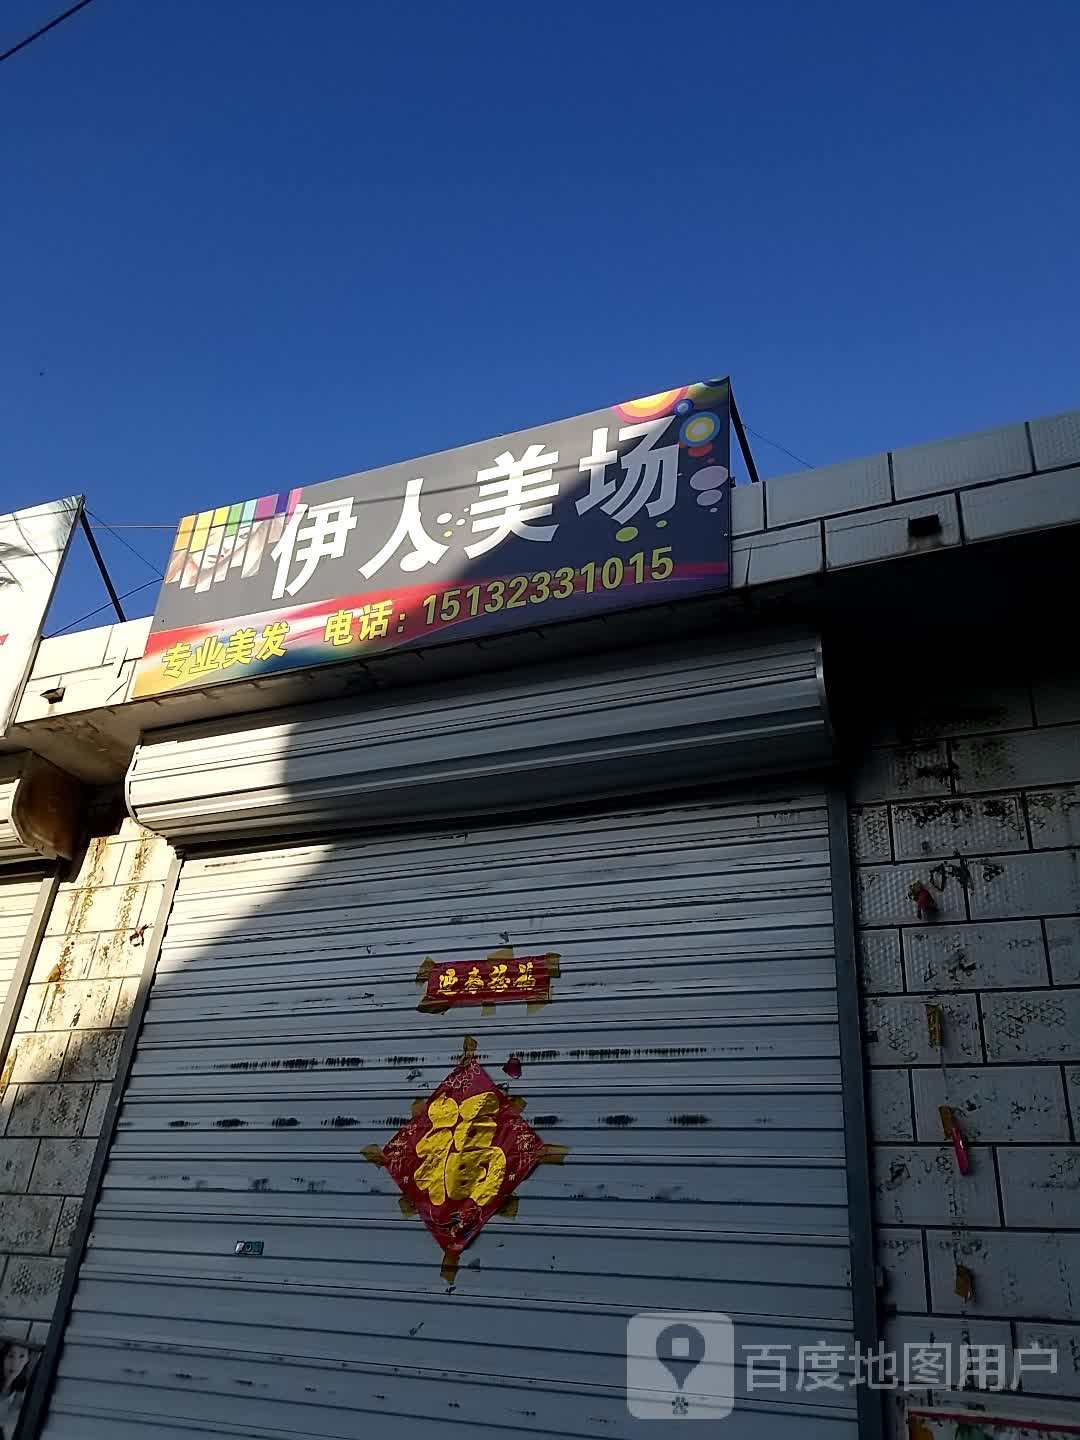 伊人美场
专业美发 电话：15132331015
迎春接福
福
百度地图用户